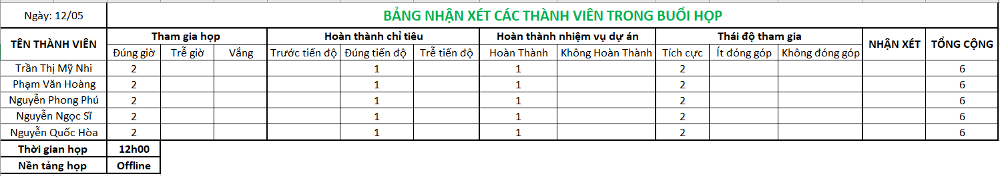 Ngày: 12/05 BẢNG NHẬN XÉT CÁC THÀNH VIÊN TRONG BUỔI HỌP
TÊN THÀNH VIÊN Tham gia họp Hoàn thành chỉ tiêu Hoàn thành nhiệm vụ dự án Thái độ tham gia NHẬN XÉT TỔNG CỘNG
Đúng giờ Trễ giờ Vắng Trước tiến độ Đúng tiến độ Trễ tiến độ Hoàn Thành Không Hoàn Thành Tích cực Ít đóng góp Không đóng góp
Trần Thị Mỹ Nhi 2 1 1 2 6
Phạm Văn Hoàng 2 1 1 2 6
Nguyễn Phong Phú 2 1 1 2 6
Nguyễn Ngọc Sĩ 2 1 1 2 6
Nguyễn Quốc Hòa 2 1 1 2 6
Thời gian họp 12h00
Nền tảng họp Offline